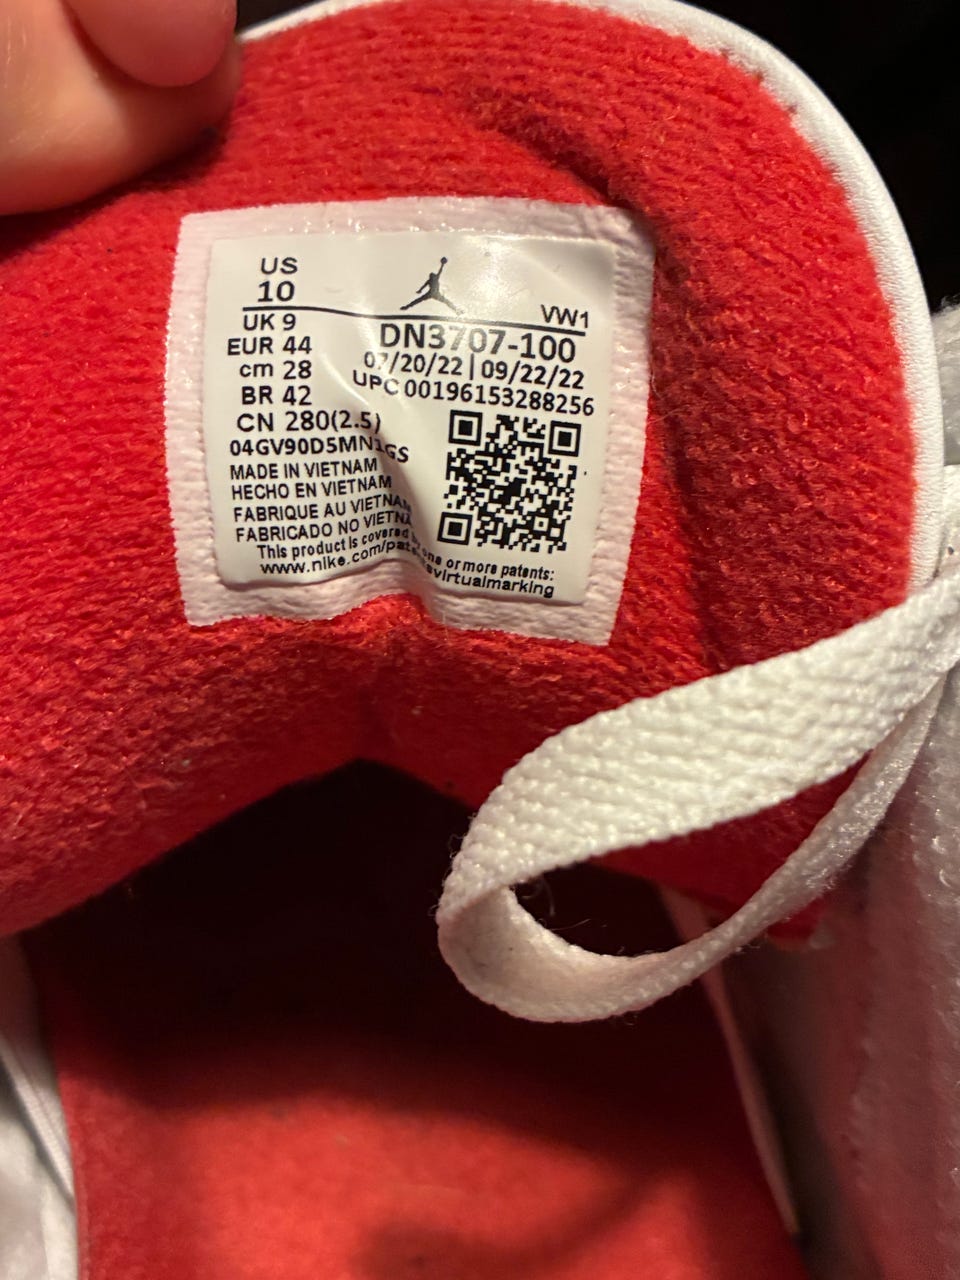 US
10
VW1
UK 9
DN3707-100
EUR 44
07/20/22 | 09/22/22
cm 28
UPC 00196153288256
BR 42
CN 280(2.5)
04GV90D5MN1GS
MADE IN VIETNAM
HECHO EN VIETNAM
FABRIQUE AU VIETNAM
FABRICADO NO VIETNA
This product is covered by one or more patents:
www.nike.com/patentsvirtualmarking